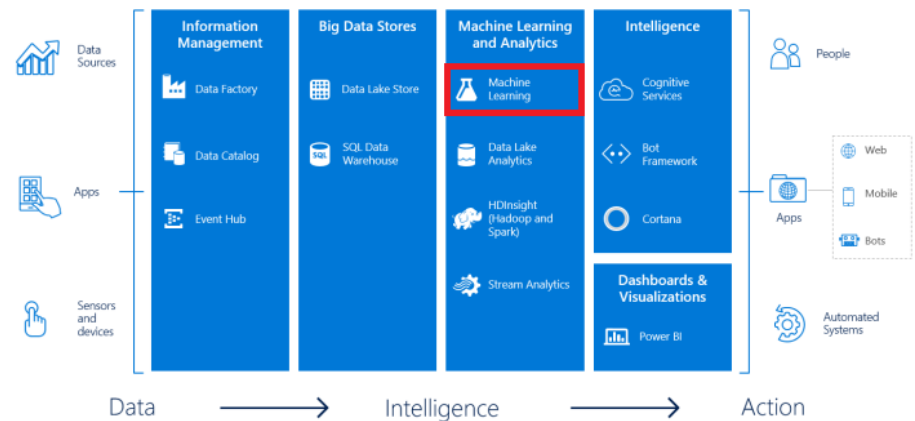 Data
Sources
Apps
Sensors
and
devices
Information
Management
Data Factory
Data Catalog
Event Hub
Big Data Stores
Data Lake Store
SQL
SQL Data
Warehouse
Machine Learning
and Analytics
Machine
Learning
Data Lake
Analytics
HDInsight
(Hadoop and
Spark)
Stream Analytics
Intelligence
Cognitive
Services
Bot
Framework
Cortana
Dashboards &
Visualizations
Power BI
People
Apps
Web
Mobile
Bots
Automated
Systems
Data
Intelligence
Action